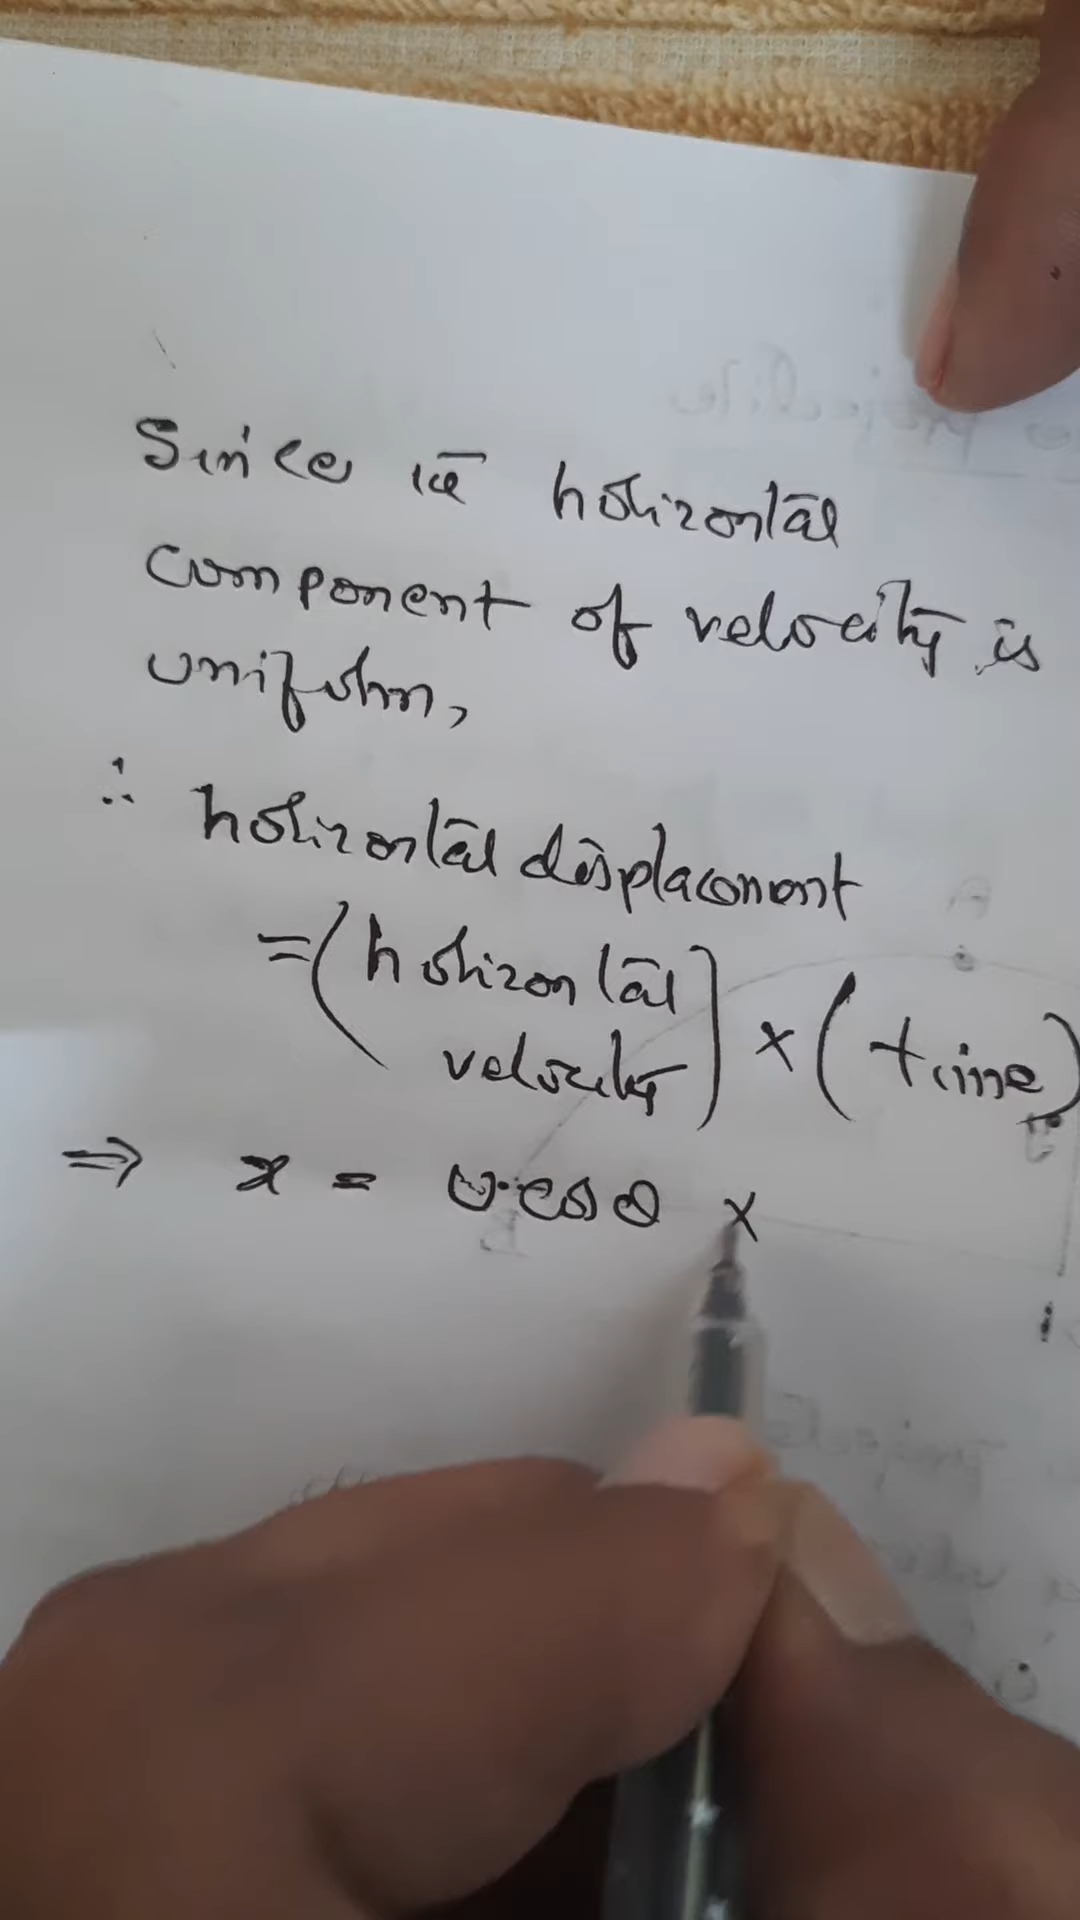 Since the horizontal
component of velocity is
uniform,
∴ horizontal displacement
= (horizontal velocity) × (time)
⇒ x = v cos θ ×